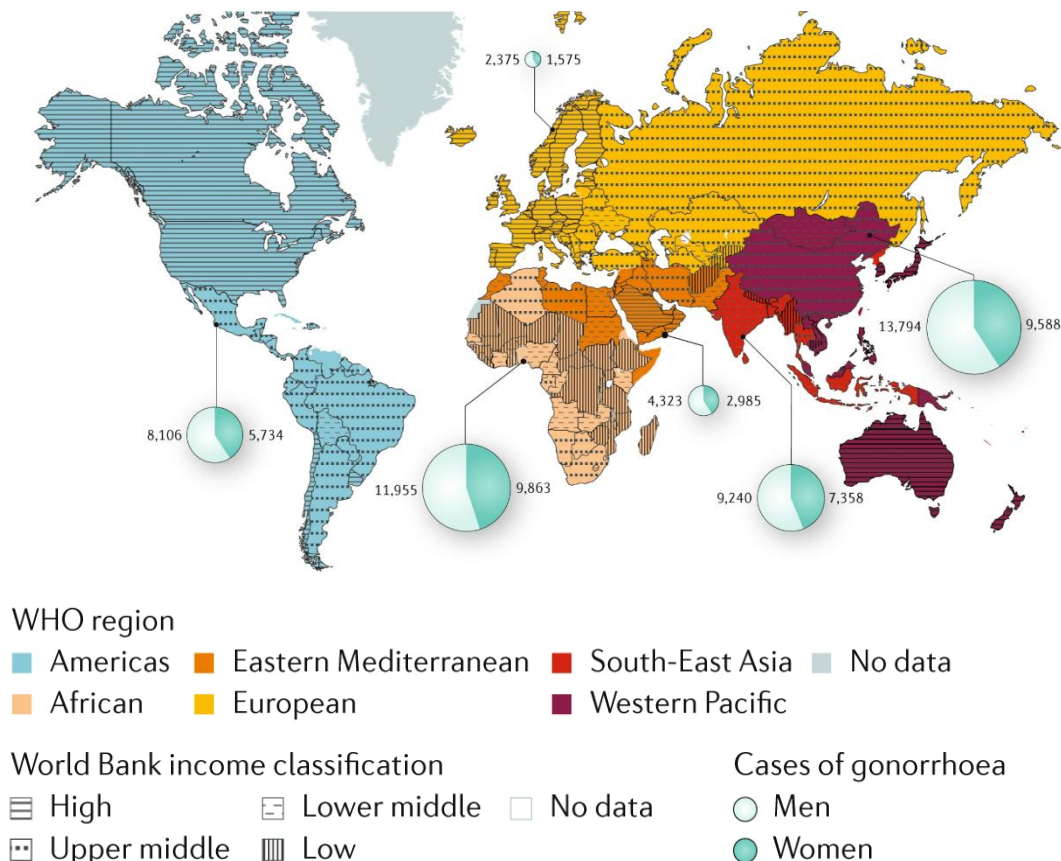 2,375 1,575
13,794 9,588
4,323 2,985
8,106 5,734
11,955 9,863
9,240 7,358
WHO region
Americas Eastern Mediterranean South-East Asia No data
African European Western Pacific
World Bank income classification Cases of gonorrhoea
High Lower middle No data Men
Upper middle Low Women